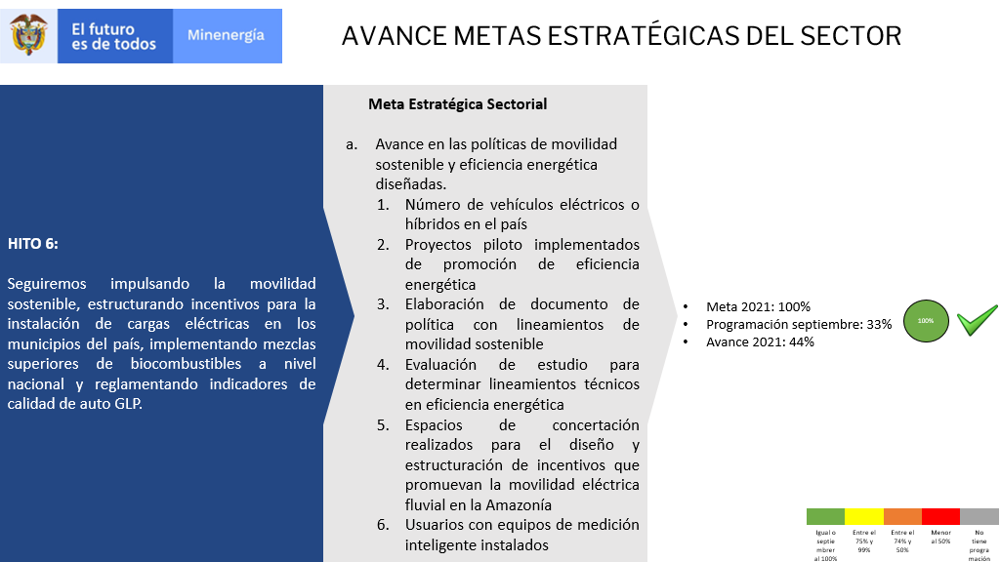 El futuro
es de todos
Minenergía
AVANCE METAS ESTRATÉGICAS DEL SECTOR
HITO 6:
Seguiremos impulsando la movilidad
sostenible, estructurando incentivos para la
instalación de cargas eléctricas en los
municipios del país, implementando mezclas
superiores de biocombustibles a nivel
nacional y reglamentando indicadores de
calidad de auto GLP.
Meta Estratégica Sectorial
a. Avance en las políticas de movilidad
sostenible y eficiencia energética
diseñadas.
1. Número de vehículos eléctricos o
híbridos en el país
2. Proyectos piloto implementados
de promoción de eficiencia
energética
3. Elaboración de documento de
política con lineamientos de
movilidad sostenible
4. Evaluación de estudio para
determinar lineamientos técnicos
en eficiencia energética
5. Espacios de concertación
realizados para el diseño y
estructuración de incentivos que
promuevan la movilidad eléctrica
fluvial en la Amazonía
6. Usuarios con equipos de medición
inteligente instalados
• Meta 2021: 100%
• Programación septiembre: 33%
• Avance 2021: 44%
100%
Igual o
septie
mbrer
al 100%
Entre el
75% y
99%
Entre el
74% y
50%
Menor
al 50%
No
tiene
progra
mación